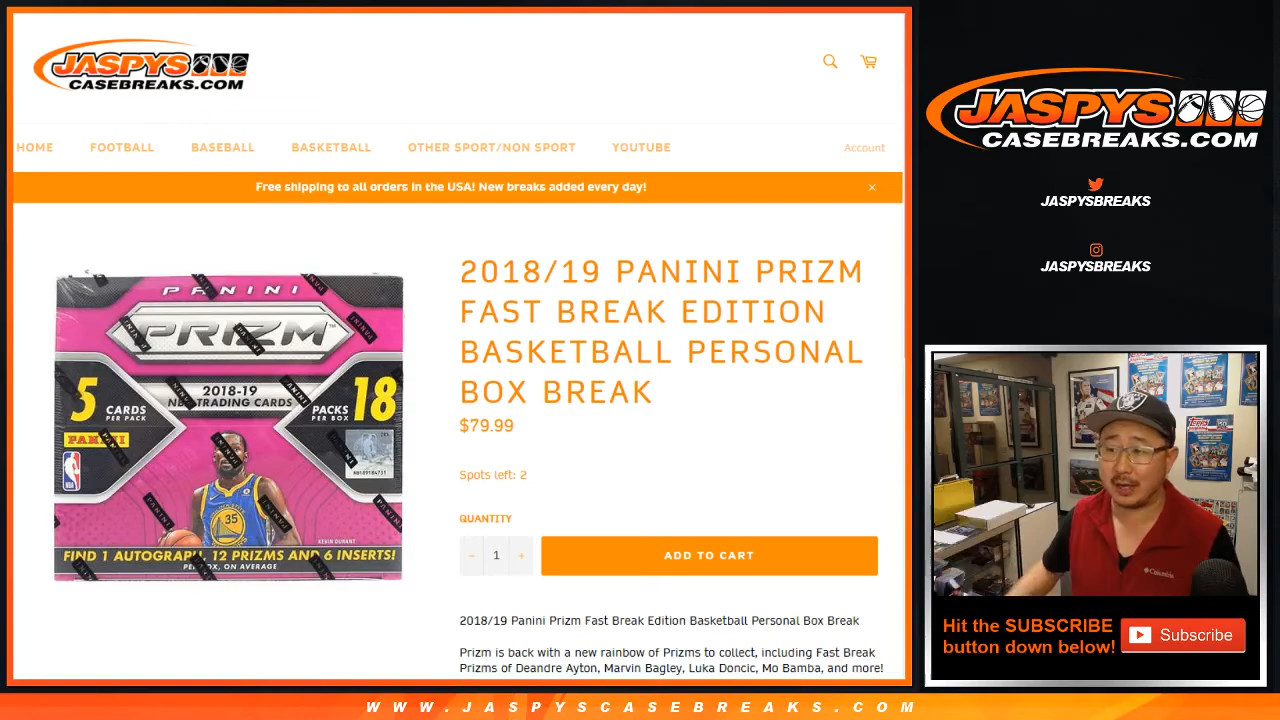 JASPYS
CASEBREAKS.COM
HOME FOOTBALL BASEBALL BASKETBALL OTHER SPORT/NON SPORT YOUTUBE Account
Free shipping to all orders in the USA! New breaks added every day!
PANINI
PRIZM
2018-19
NBA TRADING CARDS
5 CARDS
PER PACK
PACKS 18
PER BOX
PANINI
NBA
35
KEVIN DURANT
FIND 1 AUTOGRAPH, 12 PRIZMS AND 6 INSERTS!
PER BOX, ON AVERAGE
2018/19 PANINI PRIZM
FAST BREAK EDITION
BASKETBALL PERSONAL
BOX BREAK
$79.99
Spots left: 2
QUANTITY
− 1 +
ADD TO CART
2018/19 Panini Prizm Fast Break Edition Basketball Personal Box Break
Prizm is back with a new rainbow of Prizms to collect, including Fast Break
Prizms of Deandre Ayton, Marvin Bagley, Luka Doncic, Mo Bamba, and more!
JASPYS
CASEBREAKS.COM
JASPYSBREAKS
JASPYSBREAKS
Columbia
Hit the SUBSCRIBE
button down below!
Subscribe
WWW.JASPYSCASEBREAKS.COM